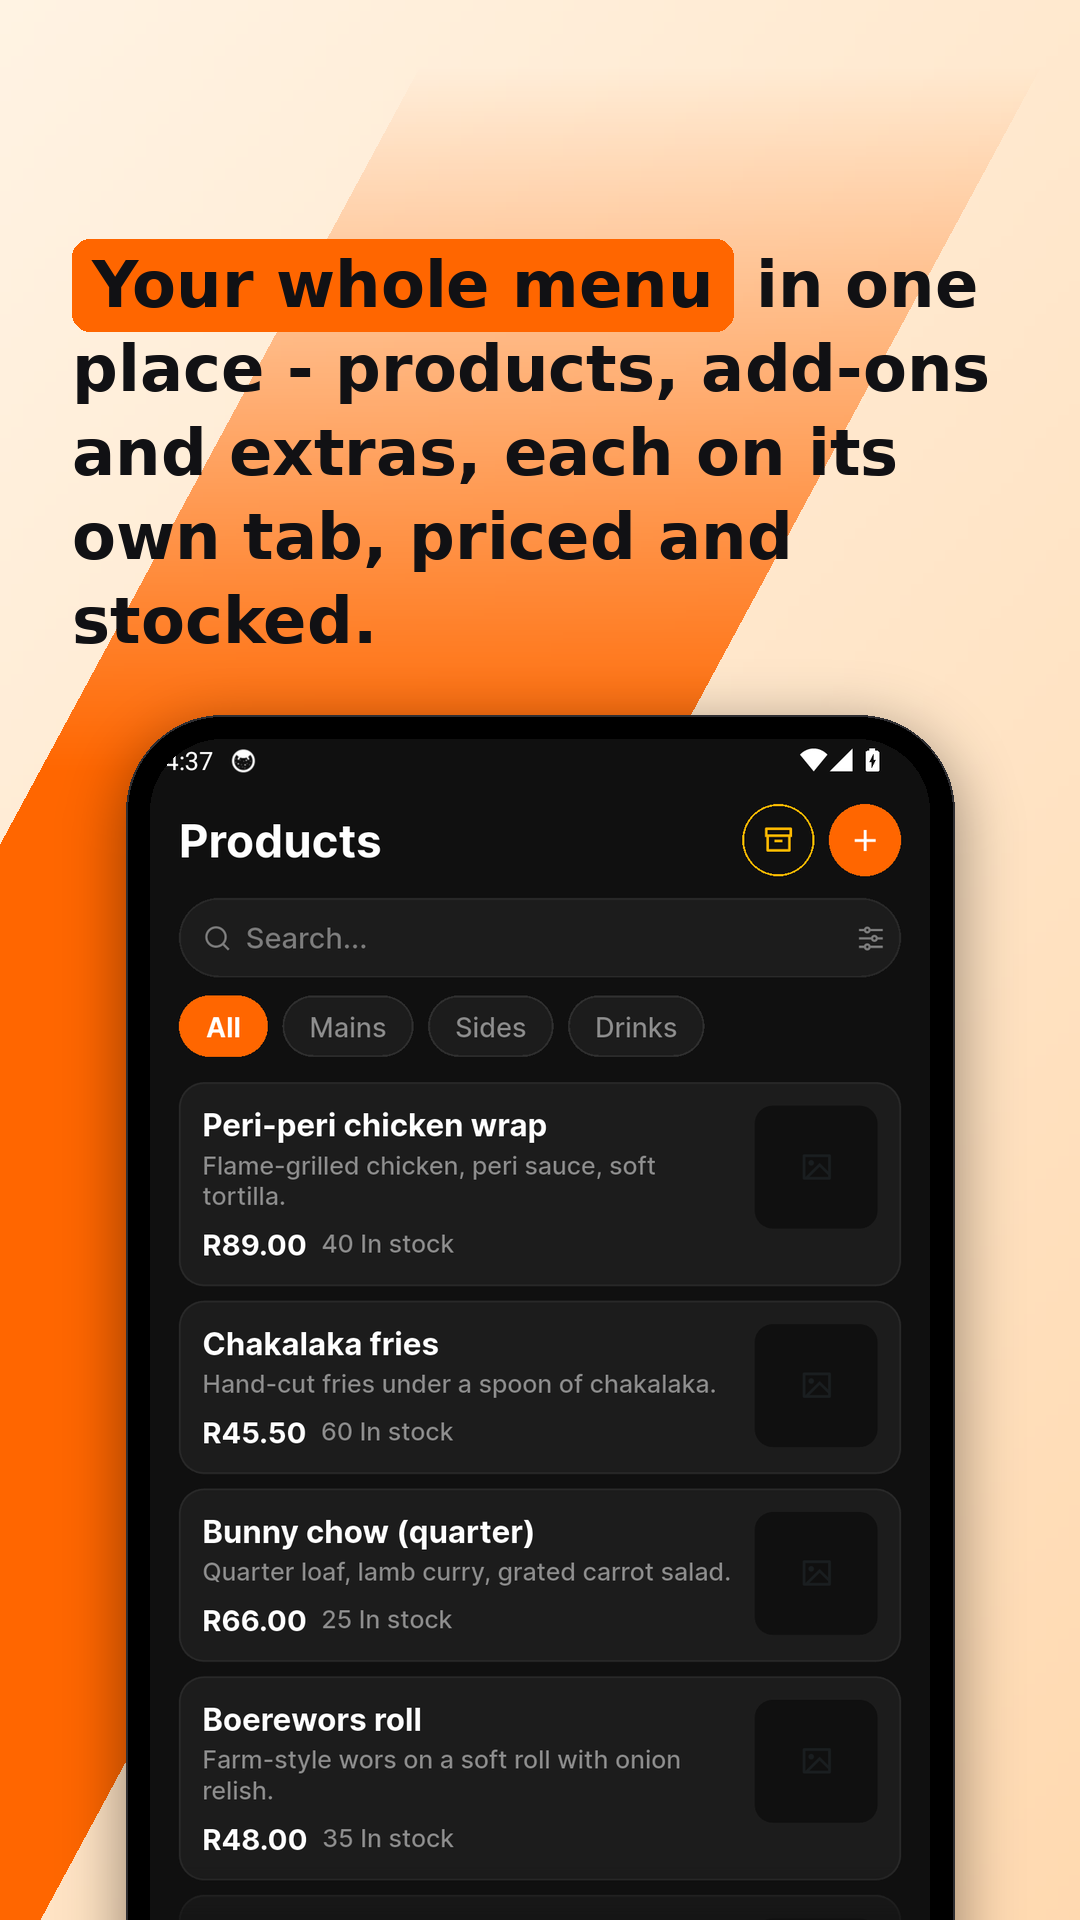 Your whole menu in one
place - products, add-ons
and extras, each on its
own tab, priced and
stocked.
4:37
Products
Search...
All Mains Sides Drinks
Peri-peri chicken wrap
Flame-grilled chicken, peri sauce, soft
tortilla.
R89.00 40 In stock
Chakalaka fries
Hand-cut fries under a spoon of chakalaka.
R45.50 60 In stock
Bunny chow (quarter)
Quarter loaf, lamb curry, grated carrot salad.
R66.00 25 In stock
Boerewors roll
Farm-style wors on a soft roll with onion
relish.
R48.00 35 In stock